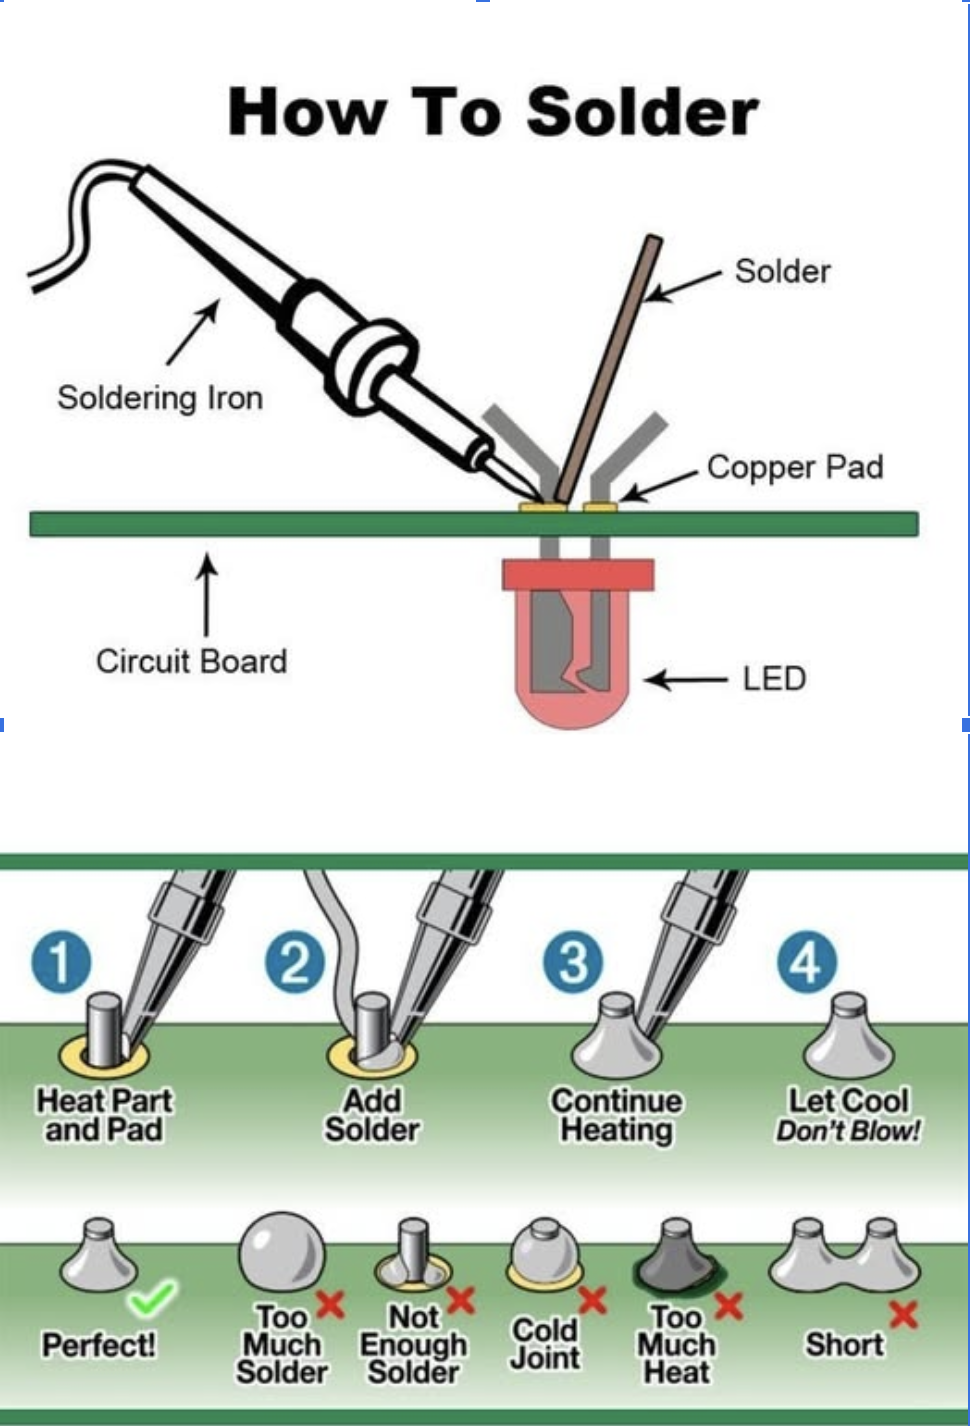 How To Solder
Solder
Soldering Iron
Copper Pad
Circuit Board
LED
1
2
3
4
Heat Part
and Pad
Add
Solder
Continue
Heating
Let Cool
Don't Blow!
Perfect!
Too
Much
Solder
Not
Enough
Solder
Cold
Joint
Too
Much
Heat
Short